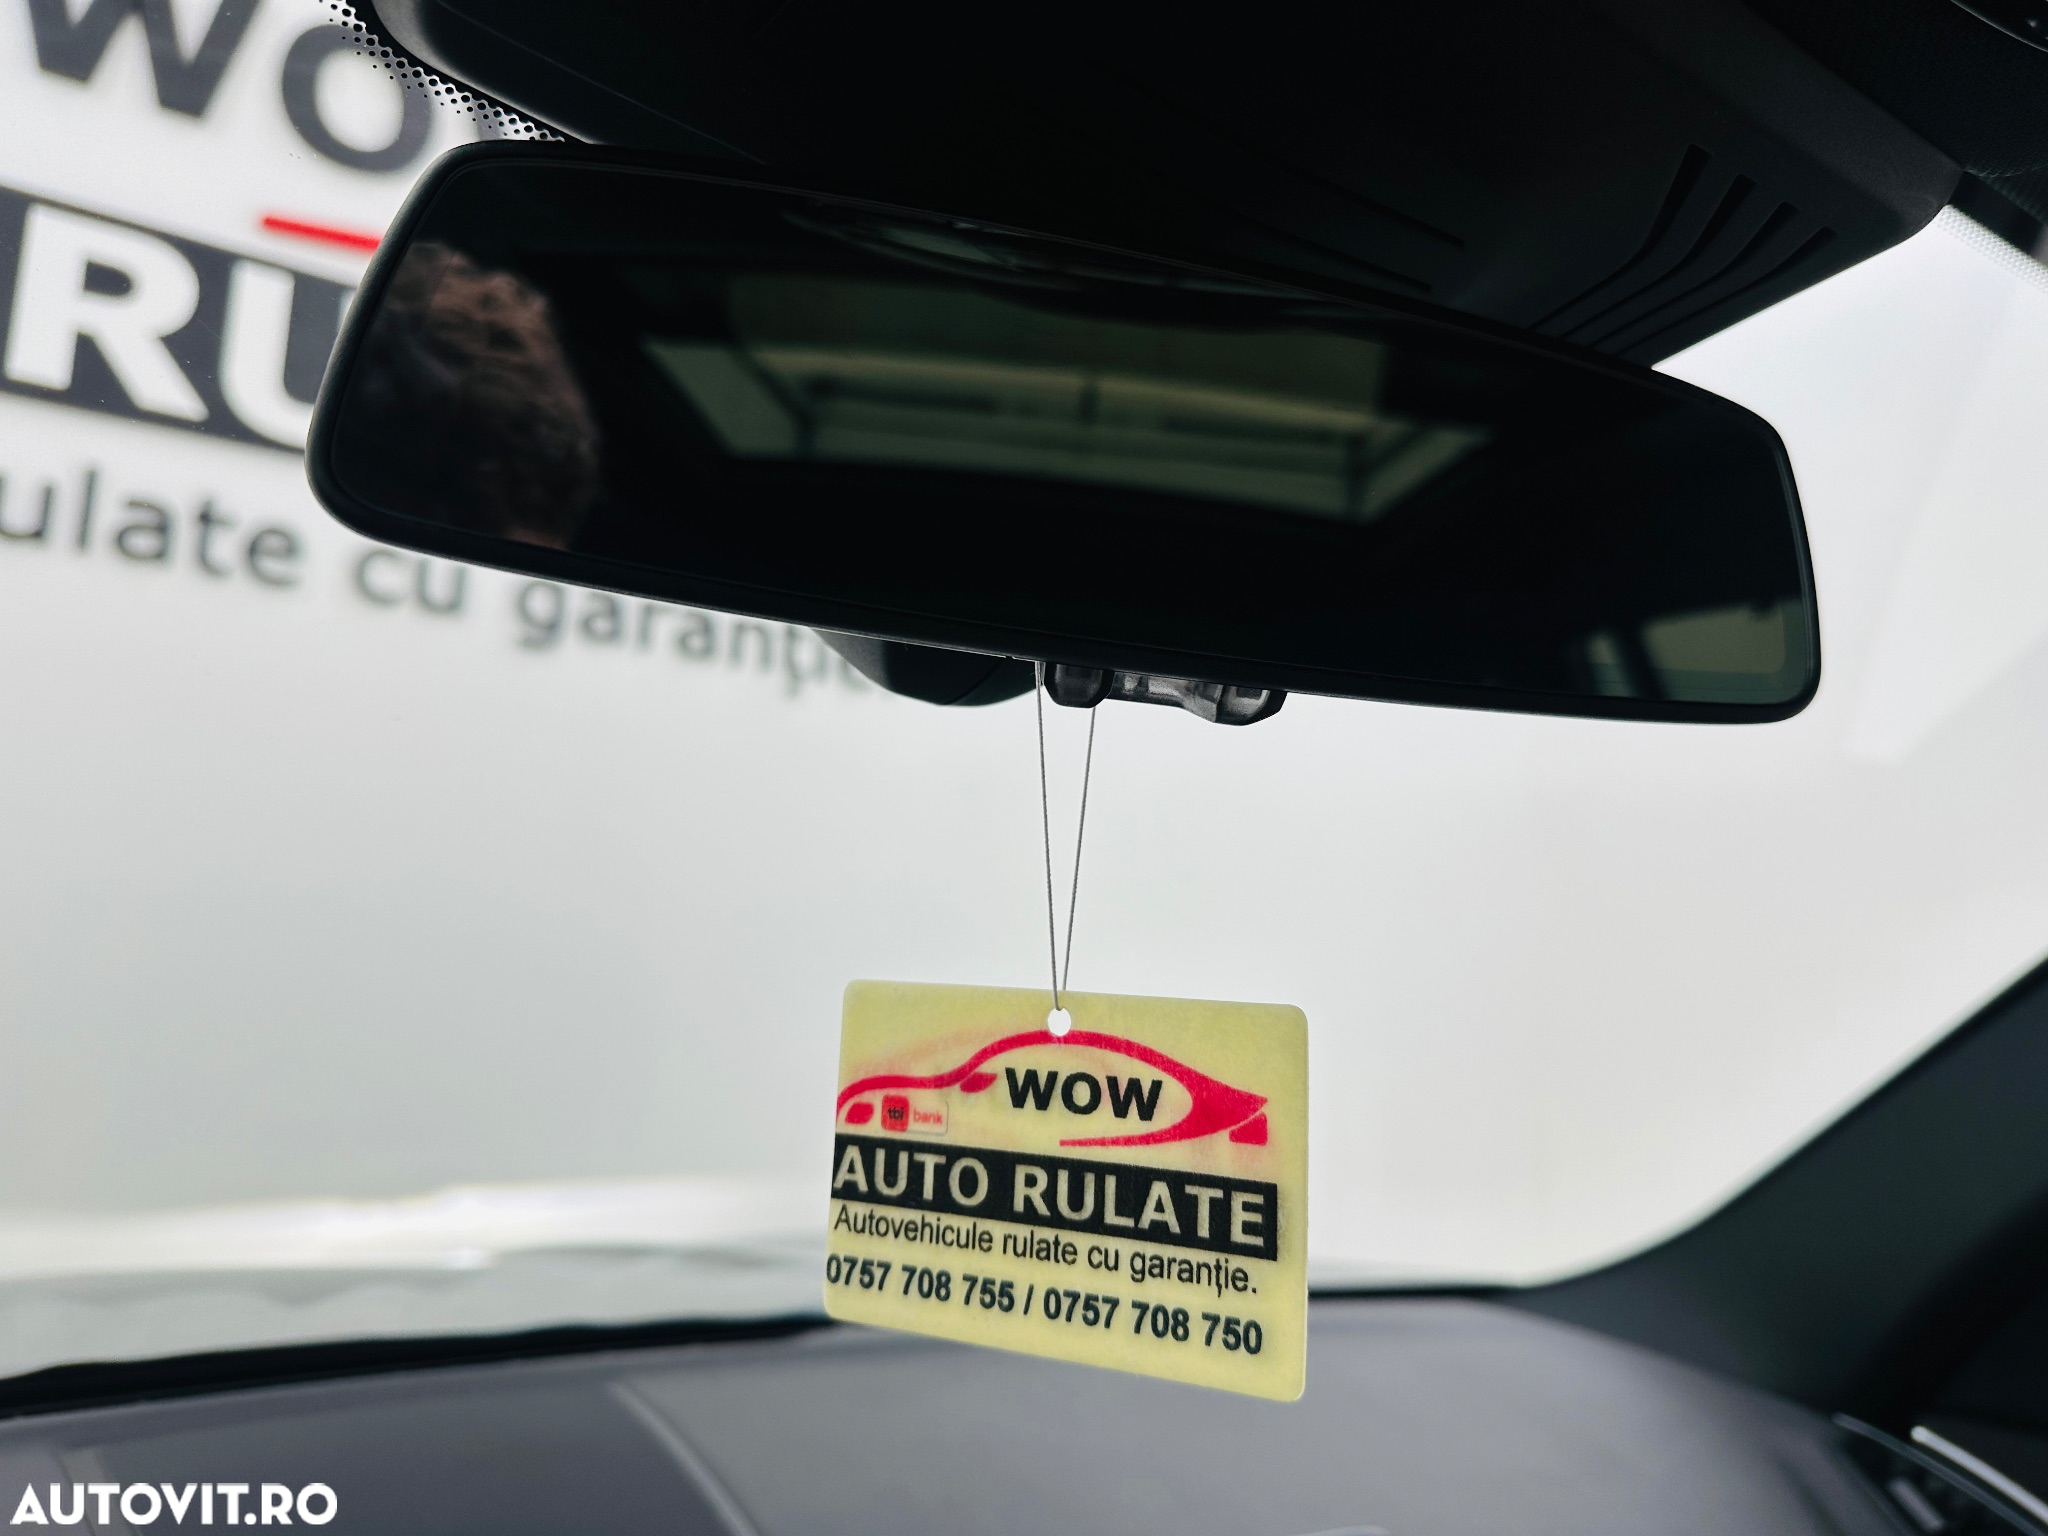 WO
RU
ulate cu garanție
WOW
tbi bank
AUTO RULATE
Autovehicule rulate cu garanție.
0757 708 755 / 0757 708 750
AUTOVIT.RO